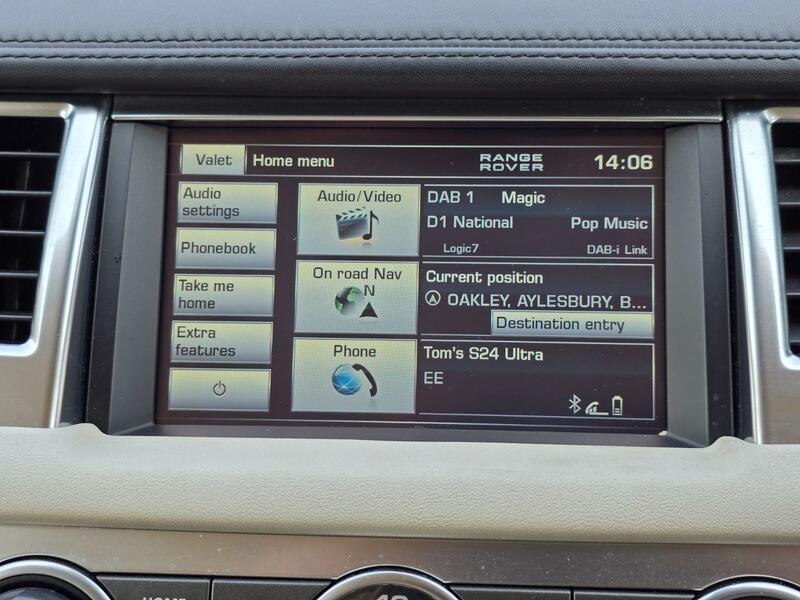 Valet
Home menu
RANGE ROVER
14:06
Audio
settings
Phonebook
Take me
home
Extra
features
Audio/Video
DAB 1 Magic
D1 National Pop Music
Logic7 DAB-i Link
On road Nav
N
Current position
OAKLEY, AYLESBURY, B...
Destination entry
Phone
Tom's S24 Ultra
EE